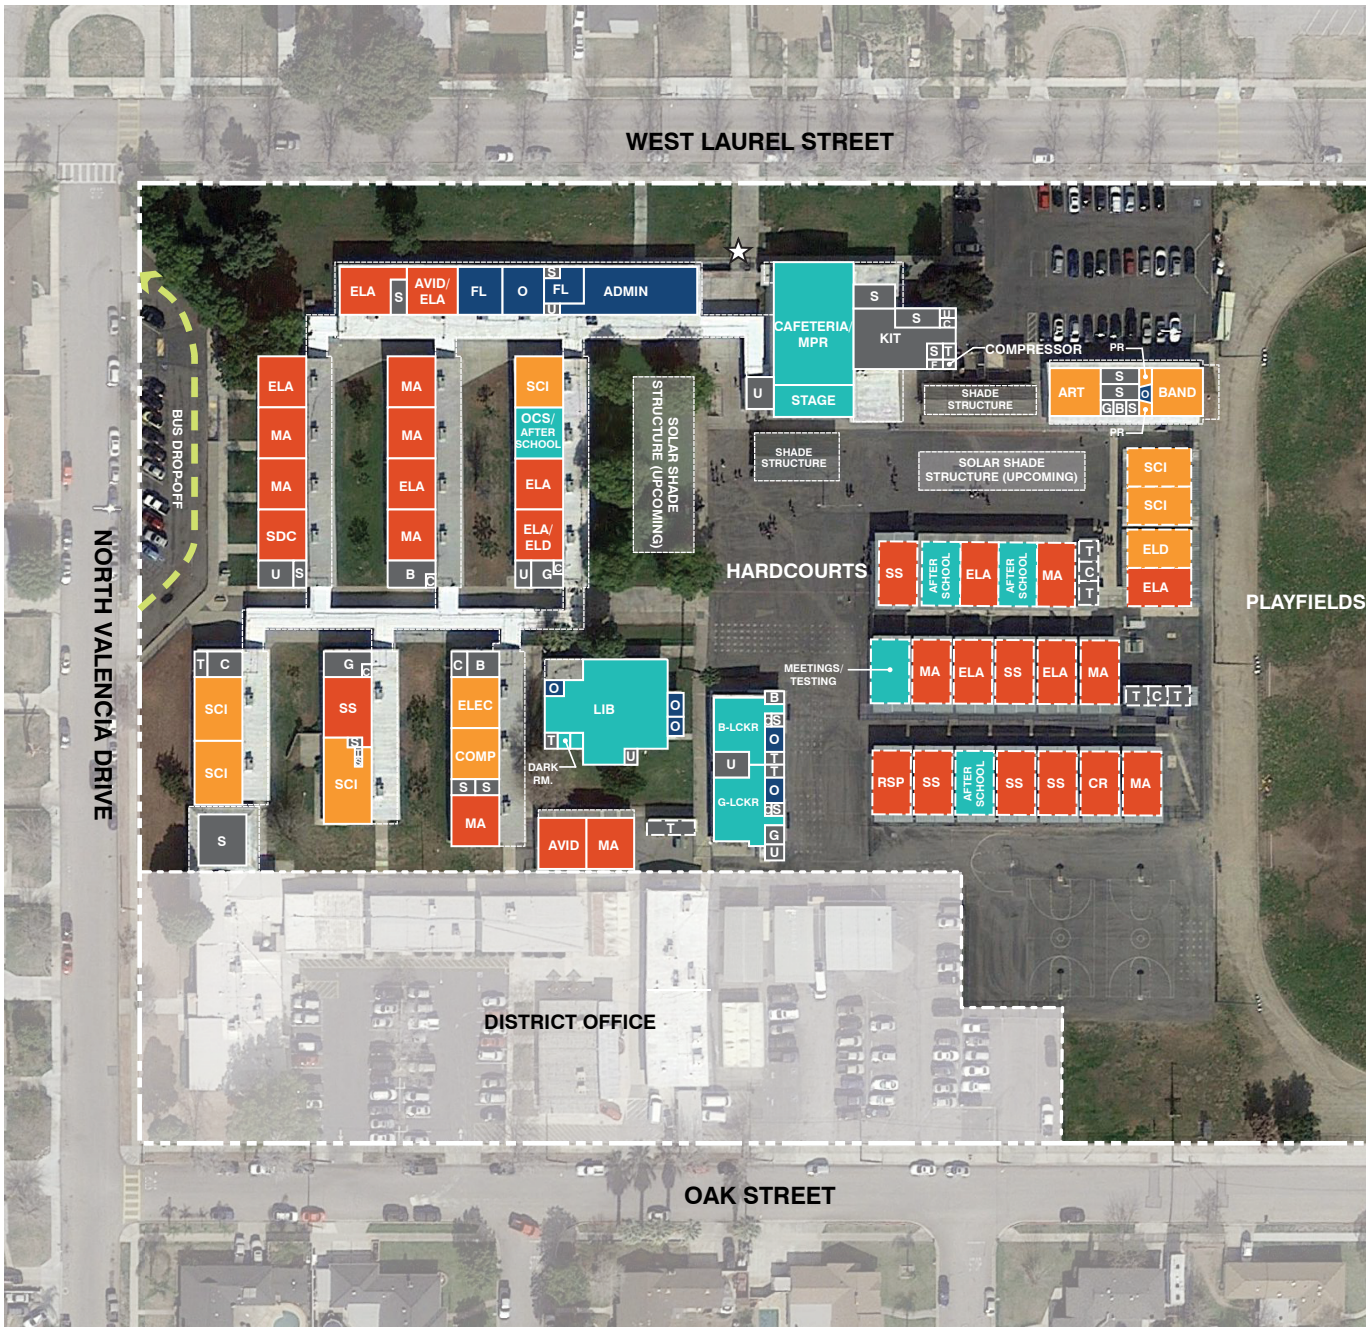 WEST LAUREL STREET
ELA
S
AVID/
ELA
FL
O
S
FL
U
ADMIN
CAFETERIA/
MPR
STAGE
U
S
S
U
C
KIT
S
T
F
COMPRESSOR
PR
ART
S
S
G
B
S
O
BAND
PR
SHADE
STRUCTURE
SHADE
STRUCTURE
SOLAR SHADE
STRUCTURE (UPCOMING)
SOLAR SHADE
STRUCTURE (UPCOMING)
BUS DROP-OFF
NORTH VALENCIA DRIVE
ELA
MA
MA
SDC
U
S
MA
MA
ELA
MA
B
C
SCI
OCS/
AFTER
SCHOOL
ELA
ELA/
ELD
U
G
C
SCI
SCI
ELD
ELA
HARDCOURTS
SS
AFTER
SCHOOL
ELA
AFTER
SCHOOL
MA
T
C
T
PLAYFIELDS
MEETINGS/
TESTING
MA
ELA
SS
ELA
MA
T
C
T
RSP
SS
AFTER
SCHOOL
SS
SS
CR
MA
T
C
SCI
SCI
S
G
C
SS
S
SCI
C
B
ELEC
COMP
S
S
MA
O
LIB
O
O
T
U
DARK
RM.
AVID
MA
T
B
B-LCKR
S
O
T
U
T
G-LCKR
O
S
G
U
DISTRICT OFFICE
OAK STREET